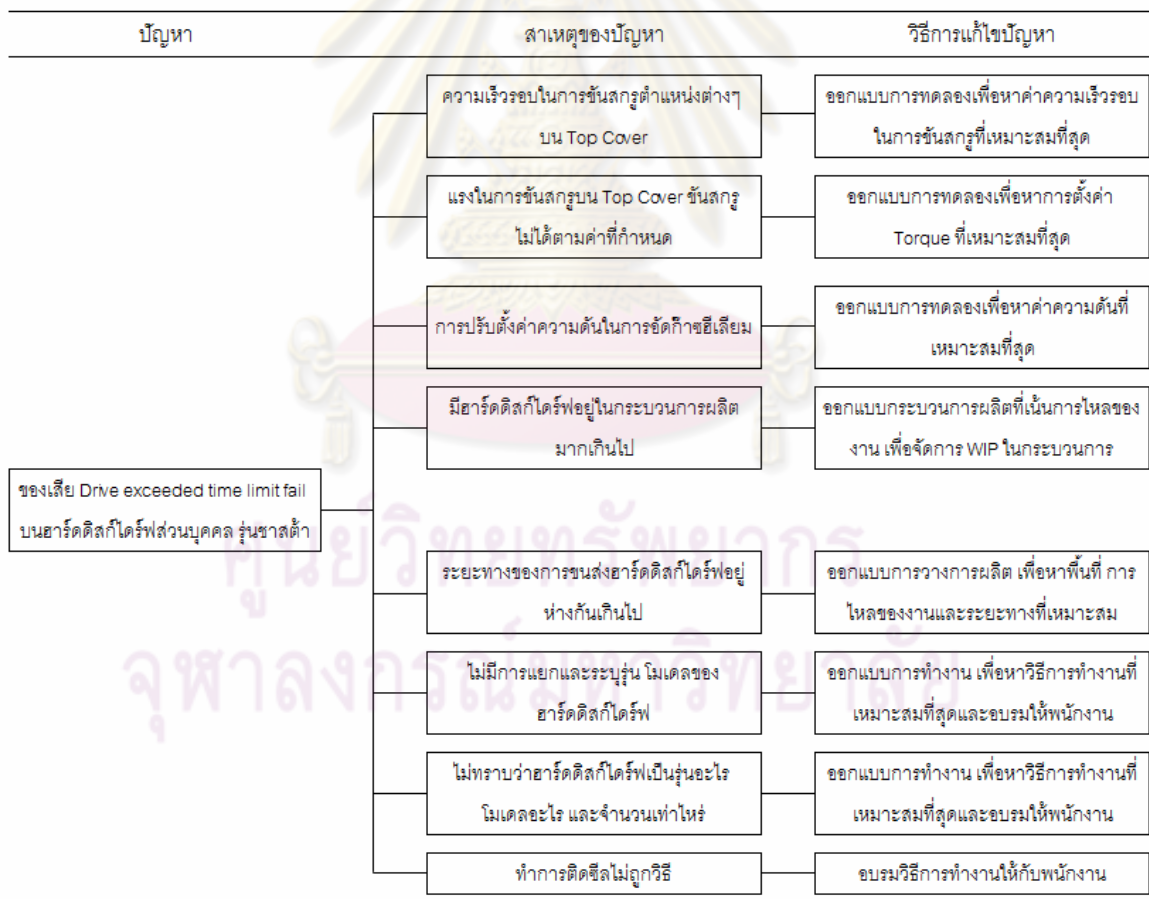 ปัญหา
สาเหตุของปัญหา
วิธีการแก้ไขปัญหา
ความเร็วรอบในการขันสกรูตำแหน่งต่างๆ
บน Top Cover
ออกแบบการทดลองเพื่อหาค่าความเร็วรอบ
ในการขันสกรูที่เหมาะสมที่สุด
แรงในการขันสกรูบน Top Cover ขันสกรู
ไม่ได้ตามค่าที่กำหนด
ออกแบบการทดลองเพื่อหาการตั้งค่า
Torque ที่เหมาะสมที่สุด
การปรับตั้งค่าความดันในการอัดก๊าซฮีเลียม
ออกแบบการทดลองเพื่อหาค่าความดันที่
เหมาะสมที่สุด
มีฮาร์ดดิสก์ไดร์ฟอยู่ในกระบวนการผลิต
มากเกินไป
ออกแบบกระบวนการผลิตที่เน้นการไหลของ
งาน เพื่อจัดการ WIP ในกระบวนการ
ของเสีย Drive exceeded time limit fail
บนฮาร์ดดิสก์ไดร์ฟส่วนบุคคล รุ่นชาสต้า
ระยะทางของการขนส่งฮาร์ดดิสก์ไดร์ฟอยู่
ห่างกันเกินไป
ออกแบบการวางการผลิต เพื่อหาพื้นที่ การ
ไหลของงานและระยะทางที่เหมาะสม
ไม่มีการแยกและระบุรุ่น โมเดลของ
ฮาร์ดดิสก์ไดร์ฟ
ออกแบบการทำงาน เพื่อหาวิธีการทำงานที่
เหมาะสมที่สุดและอบรมให้พนักงาน
ไม่ทราบว่าฮาร์ดดิสก์ไดร์ฟเป็นรุ่นอะไร
โมเดลอะไร และจำนวนเท่าไหร่
ออกแบบการทำงาน เพื่อหาวิธีการทำงานที่
เหมาะสมที่สุดและอบรมให้พนักงาน
ทำการติดซีลไม่ถูกวิธี
อบรมวิธีการทำงานให้กับพนักงาน
ศูนย์วิทยทรัพยากร
จุฬาลงกรณ์มหาวิทยาลัย